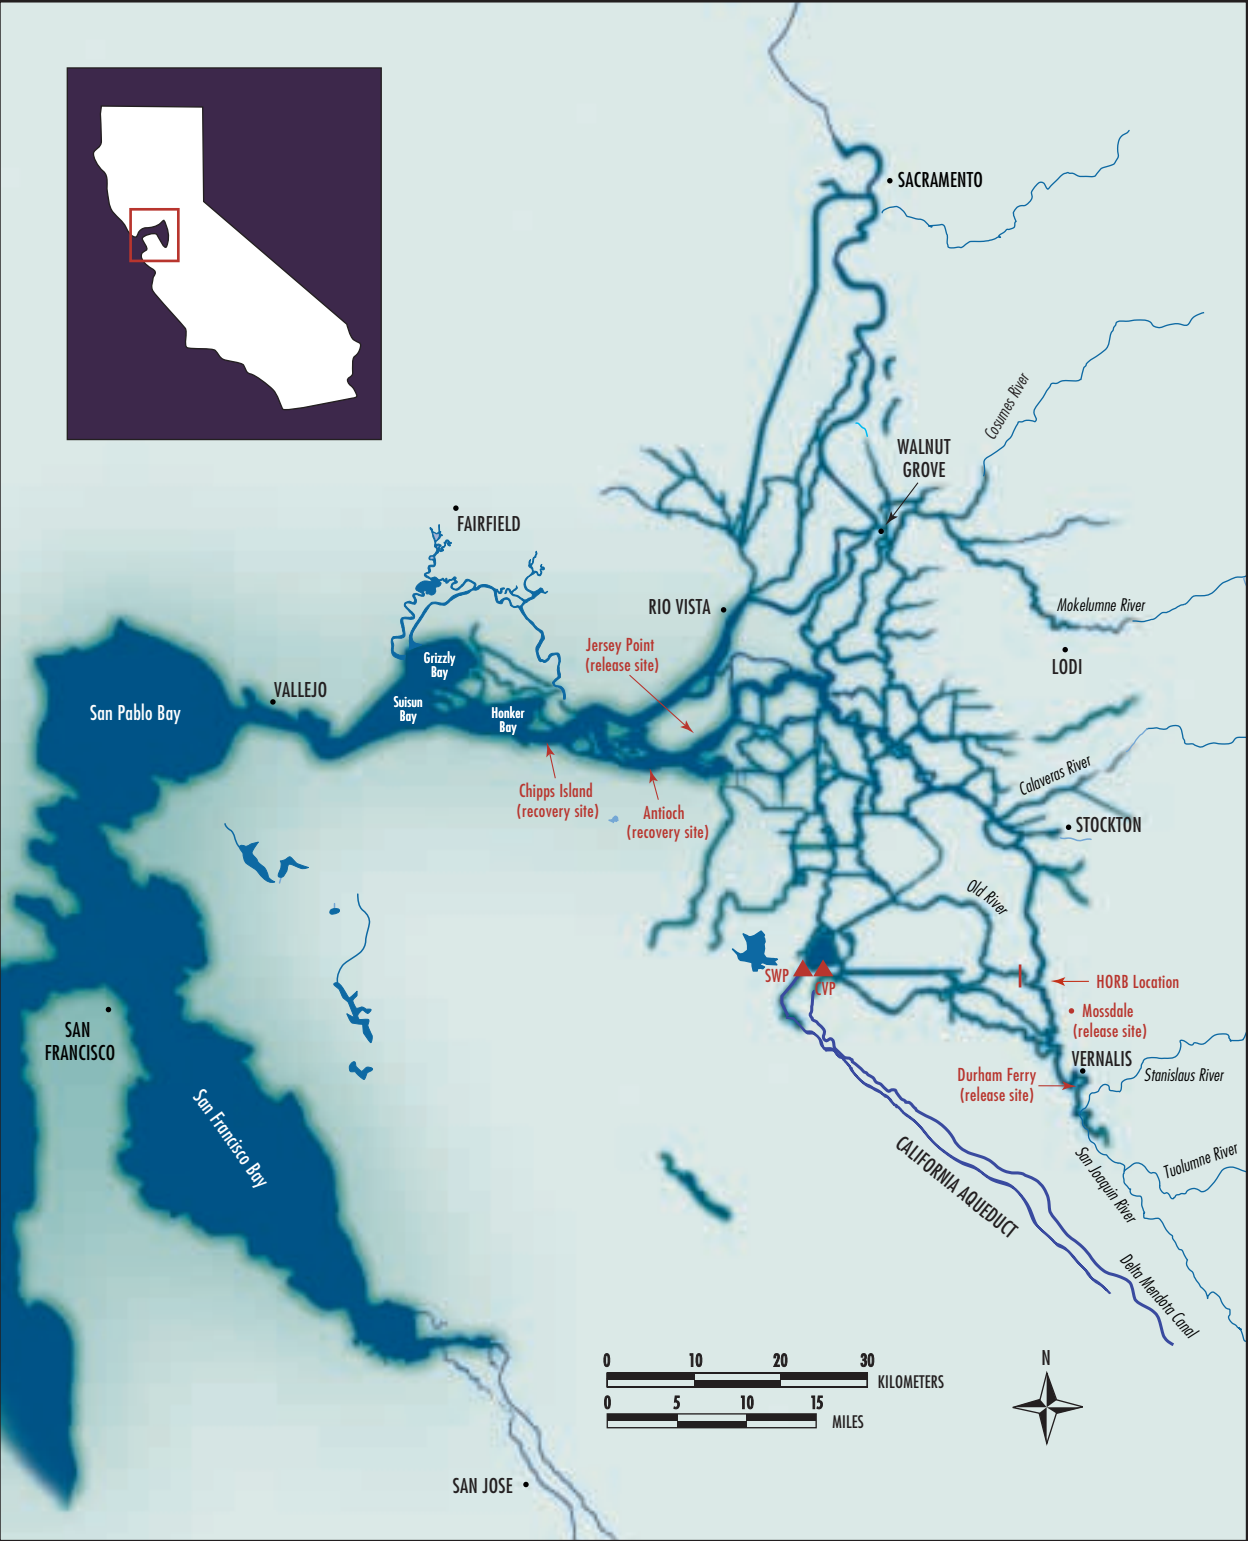 SACRAMENTO
Cosumes River
WALNUT
GROVE
FAIRFIELD
RIO VISTA
Mokelumne River
Jersey Point
(release site)
LODI
Grizzly
Bay
VALLEJO
Suisun
Bay
Honker
Bay
San Pablo Bay
Chipps Island
(recovery site)
Antioch
(recovery site)
Calaveras River
STOCKTON
Old River
SWP
CVP
HORB Location
Mossdale
(release site)
SAN
FRANCISCO
VERNALIS
Durham Ferry
(release site)
Stanislaus River
San Francisco Bay
CALIFORNIA AQUEDUCT
San Joaquin River
Tuolumne River
Delta Mendota Canal
0 10 20 30
KILOMETERS
0 5 10 15
MILES
N
SAN JOSE